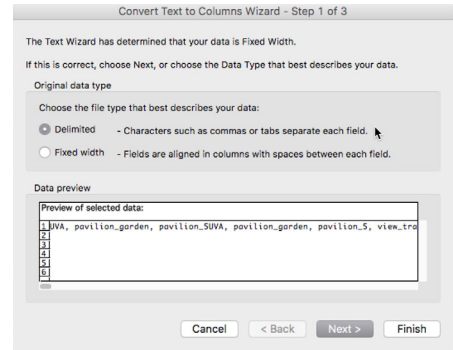 Convert Text to Columns Wizard - Step 1 of 3
The Text Wizard has determined that your data is Fixed Width.
If this is correct, choose Next, or choose the Data Type that best describes your data.
Original data type
Choose the file type that best describes your data:
Delimited - Characters such as commas or tabs separate each field.
Fixed width - Fields are aligned in columns with spaces between each field.
Data preview
Preview of selected data:
1 UVA, pavilion_garden, pavilion_5UVA, pavilion_garden, pavilion_5, view_tra
2
3
4
5
6
Cancel < Back Next > Finish